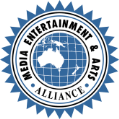 MEDIA ENTERTAINMENT & ARTS
• ALLIANCE •